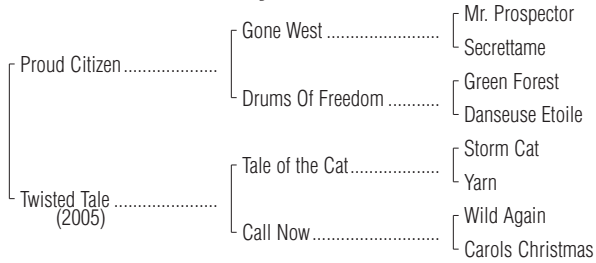 Mr. Prospector
Gone West ........................
Secrettame
Proud Citizen ....................
Green Forest
Drums Of Freedom ...........
Danseuse Etoile
Storm Cat
Tale of the Cat...................
Yarn
Twisted Tale ......................
(2005)
Wild Again
Call Now...........................
Carols Christmas